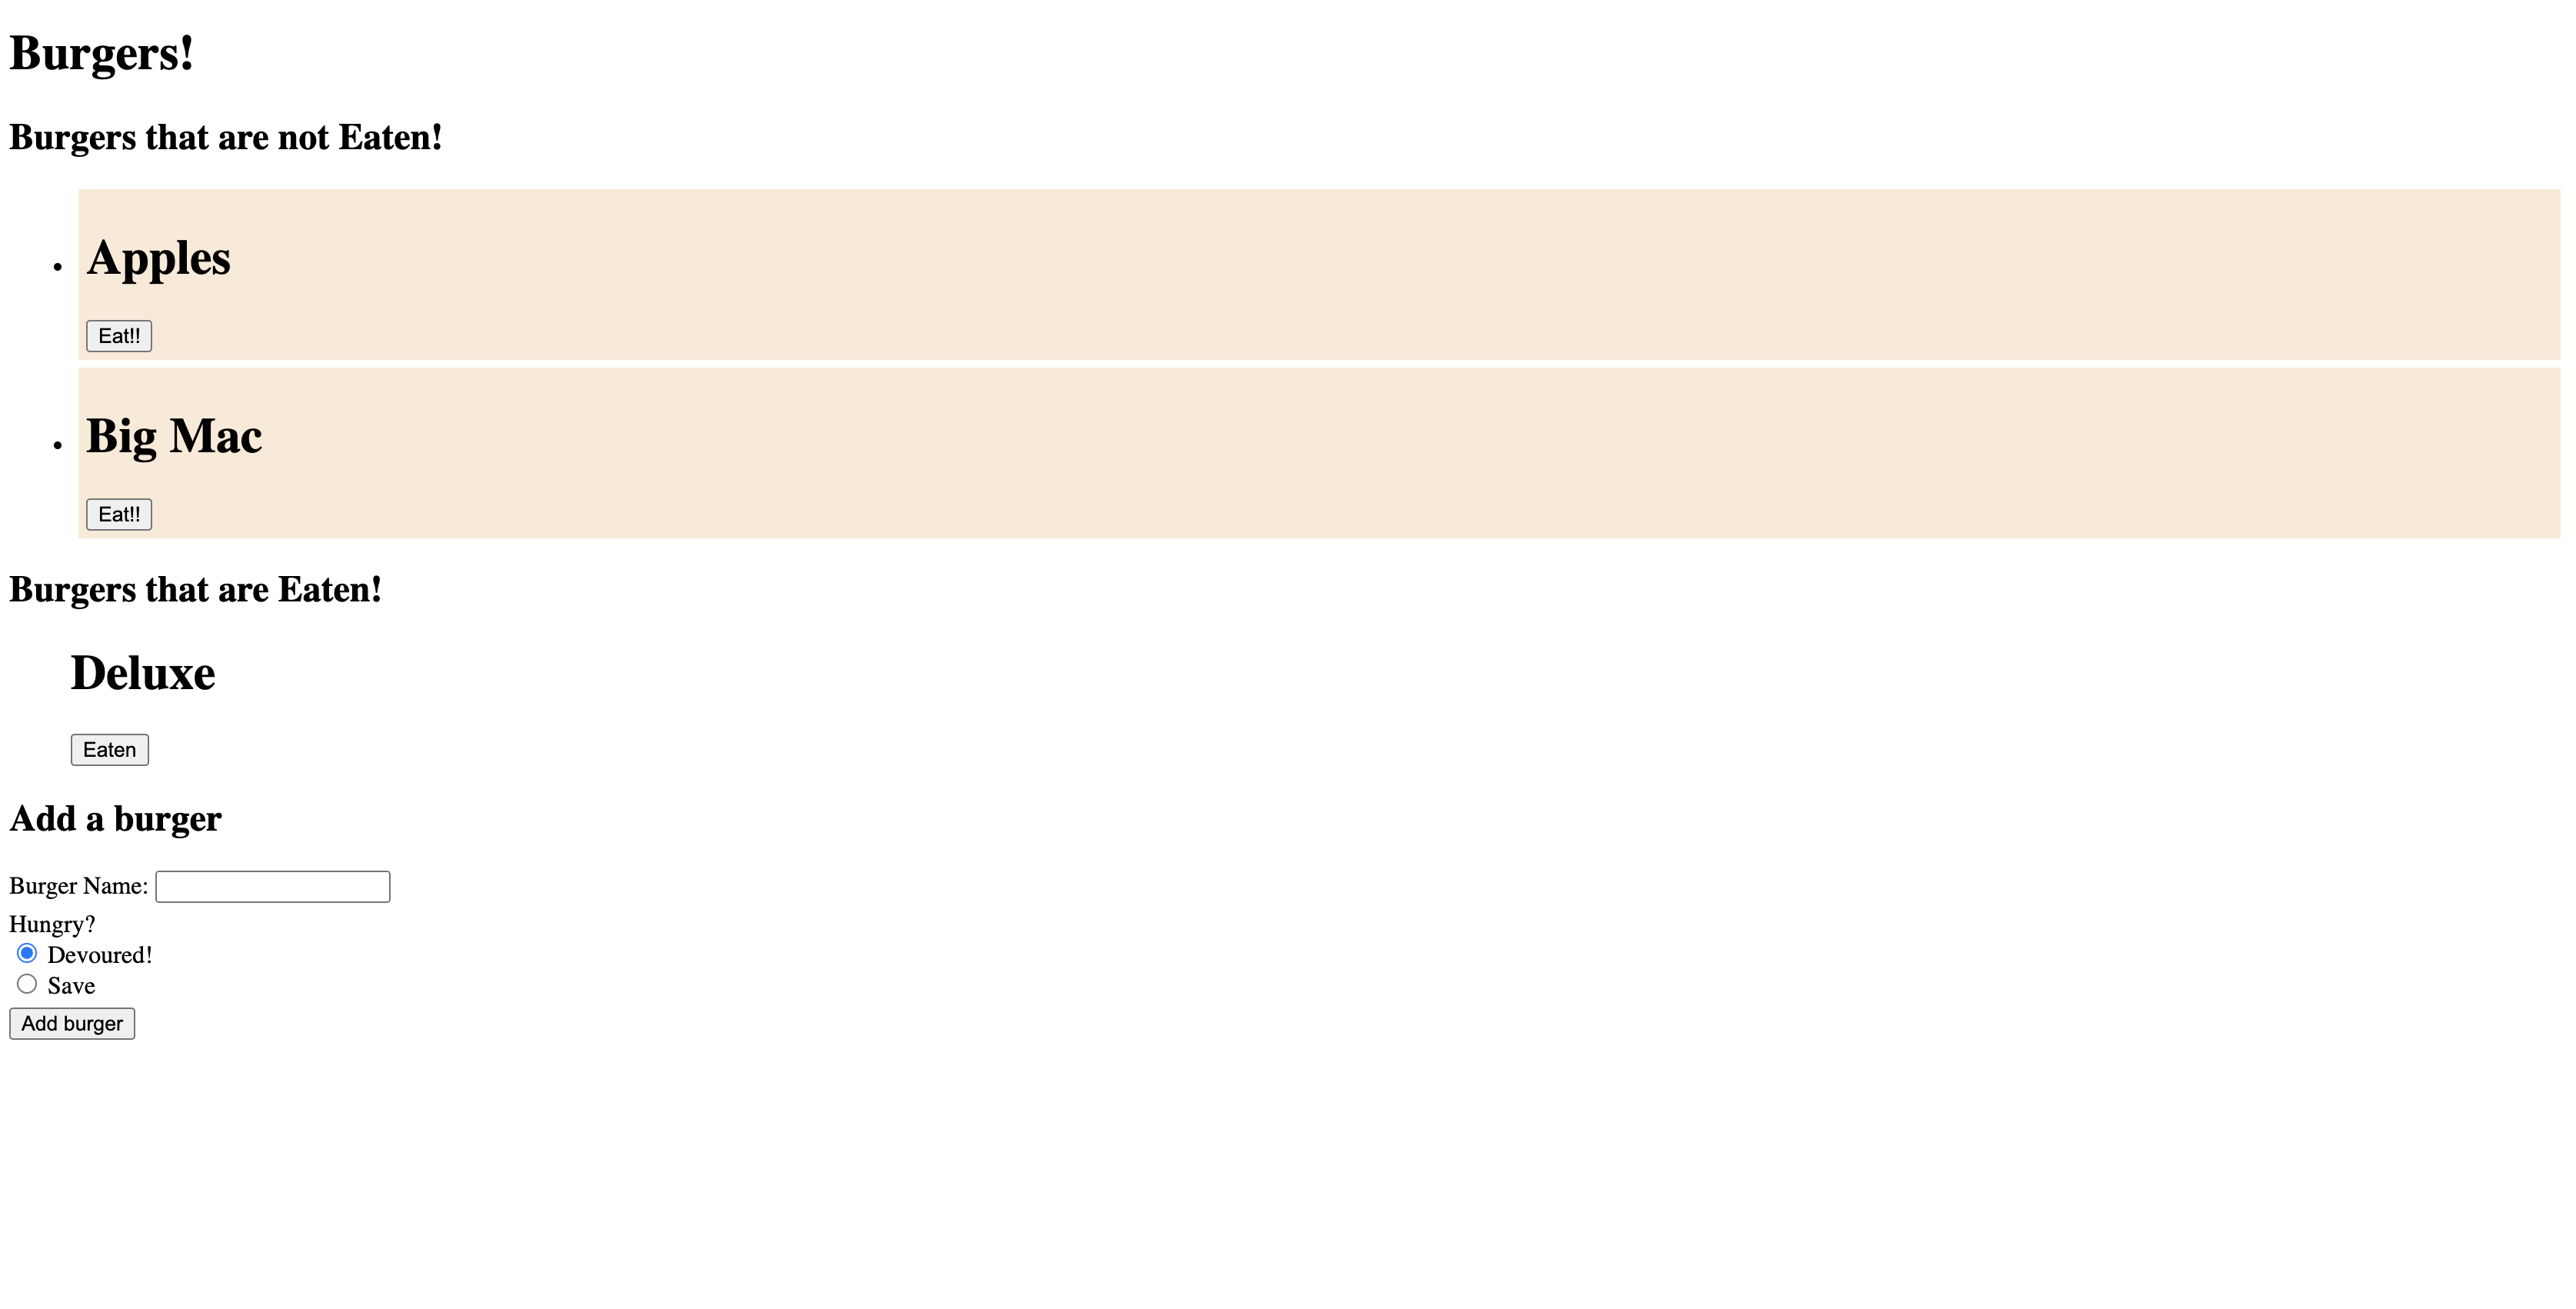 Burgers!
Burgers that are not Eaten!
Apples
Eat!!
Big Mac
Eat!!
Burgers that are Eaten!
Deluxe
Eaten
Add a burger
Burger Name:
Hungry?
Devoured!
Save
Add burger